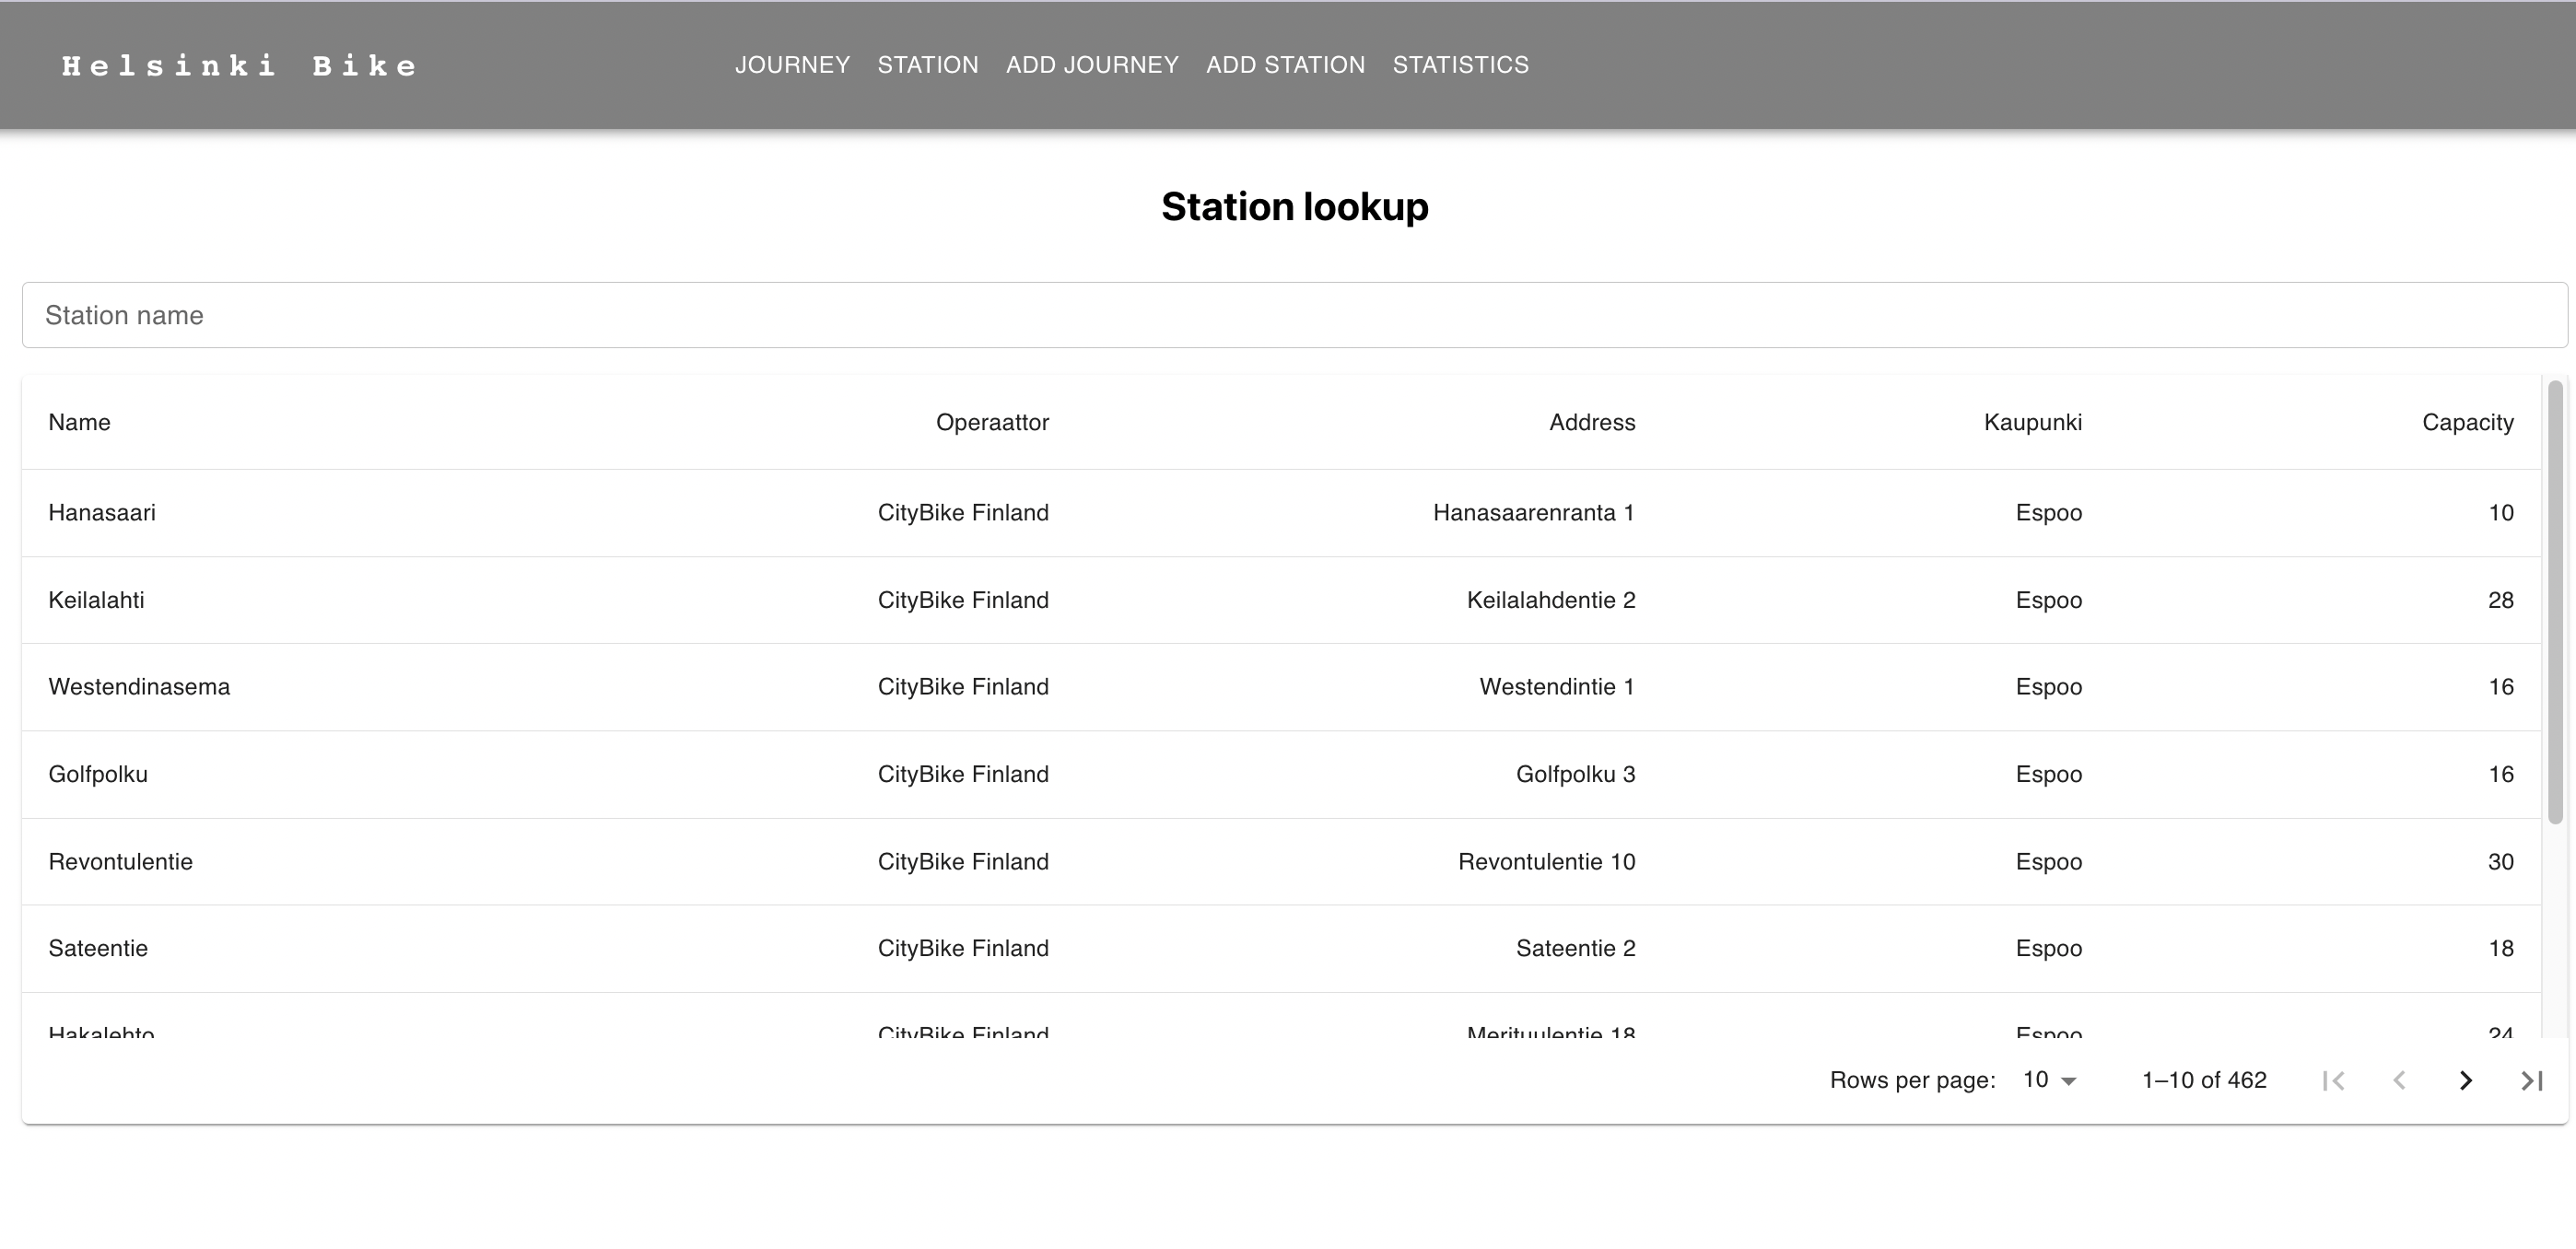 Helsinki Bike JOURNEY STATION ADD JOURNEY ADD STATION STATISTICS
Station lookup
Station name
Name Operaattor Address Kaupunki Capacity
Hanasaari CityBike Finland Hanasaarenranta 1 Espoo 10
Keilalahti CityBike Finland Keilalahdentie 2 Espoo 28
Westendinasema CityBike Finland Westendintie 1 Espoo 16
Golfpolku CityBike Finland Golfpolku 3 Espoo 16
Revontulentie CityBike Finland Revontulentie 10 Espoo 30
Sateentie CityBike Finland Sateentie 2 Espoo 18
Hakalehto CityBike Finland Merituulentie 18 Espoo 24
Rows per page: 10 1–10 of 462